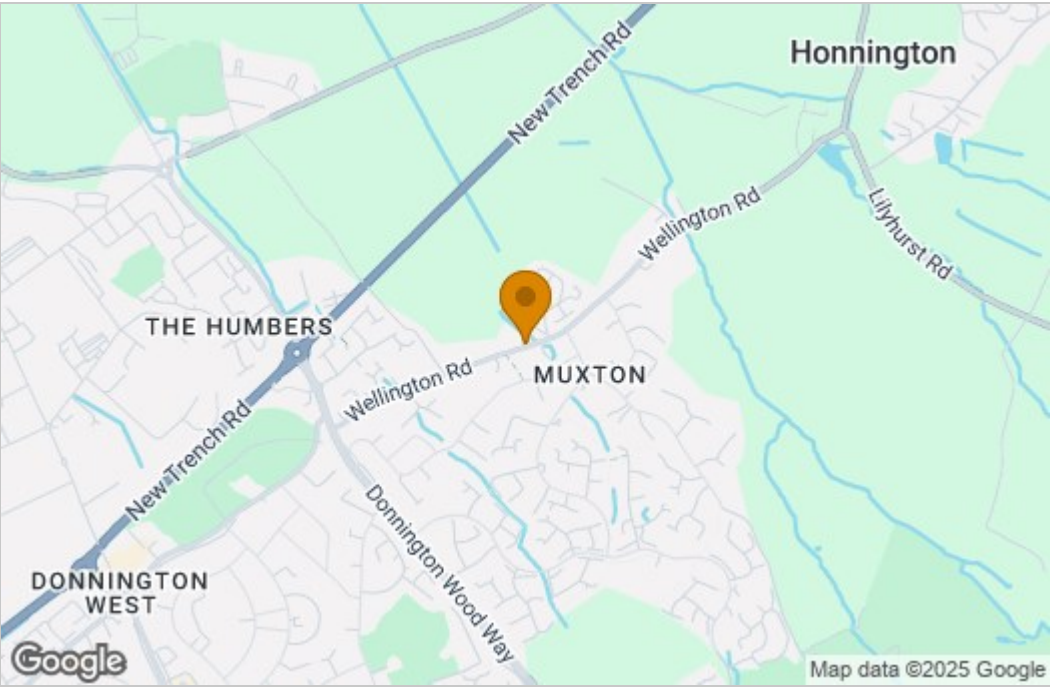 New Trench Rd
Honnington
Wellington Rd
Lilyhurst Rd
THE HUMBERS
MUXTON
Wellington Rd
New Trench Rd
Donnington Wood Way
DONNINGTON
WEST
Google
Map data ©2025 Google